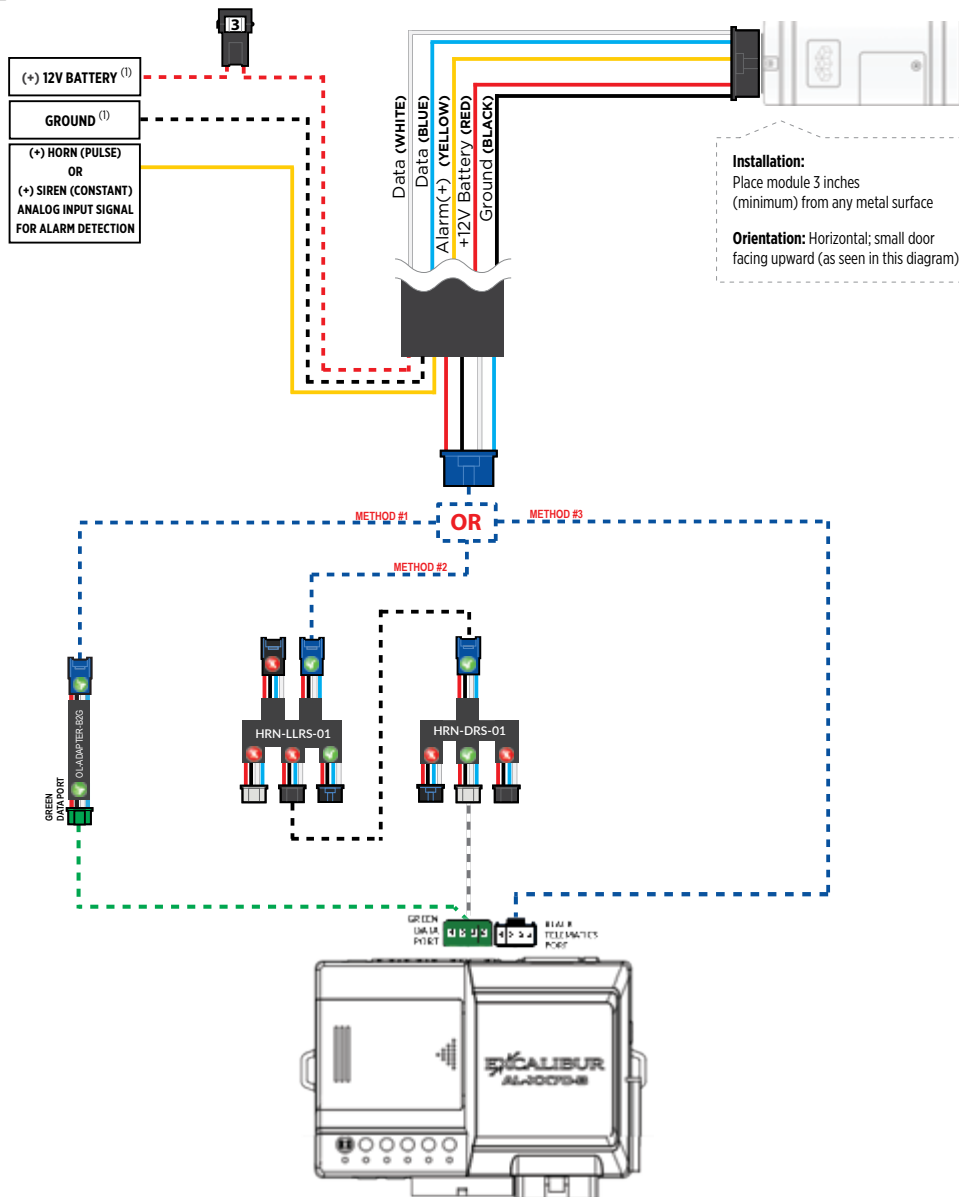 3
(+) 12V BATTERY (1)
GROUND (1)
(+) HORN (PULSE)
OR
(+) SIREN (CONSTANT)
ANALOG INPUT SIGNAL
FOR ALARM DETECTION
Data (WHITE)
Data (BLUE)
Alarm(+) (YELLOW)
+12V Battery (RED)
Ground (BLACK)
Installation:
Place module 3 inches
(minimum) from any metal surface
Orientation: Horizontal; small door
facing upward (as seen in this diagram)
METHOD #1
OR
METHOD #3
METHOD #2
OL-ADAPTER-B2G
GREEN
DATA PORT
HRN-LLRS-01
HRN-DRS-01
GREEN
DATA
PORT
BLACK
TELEMATICS
PORT
EXCALIBUR